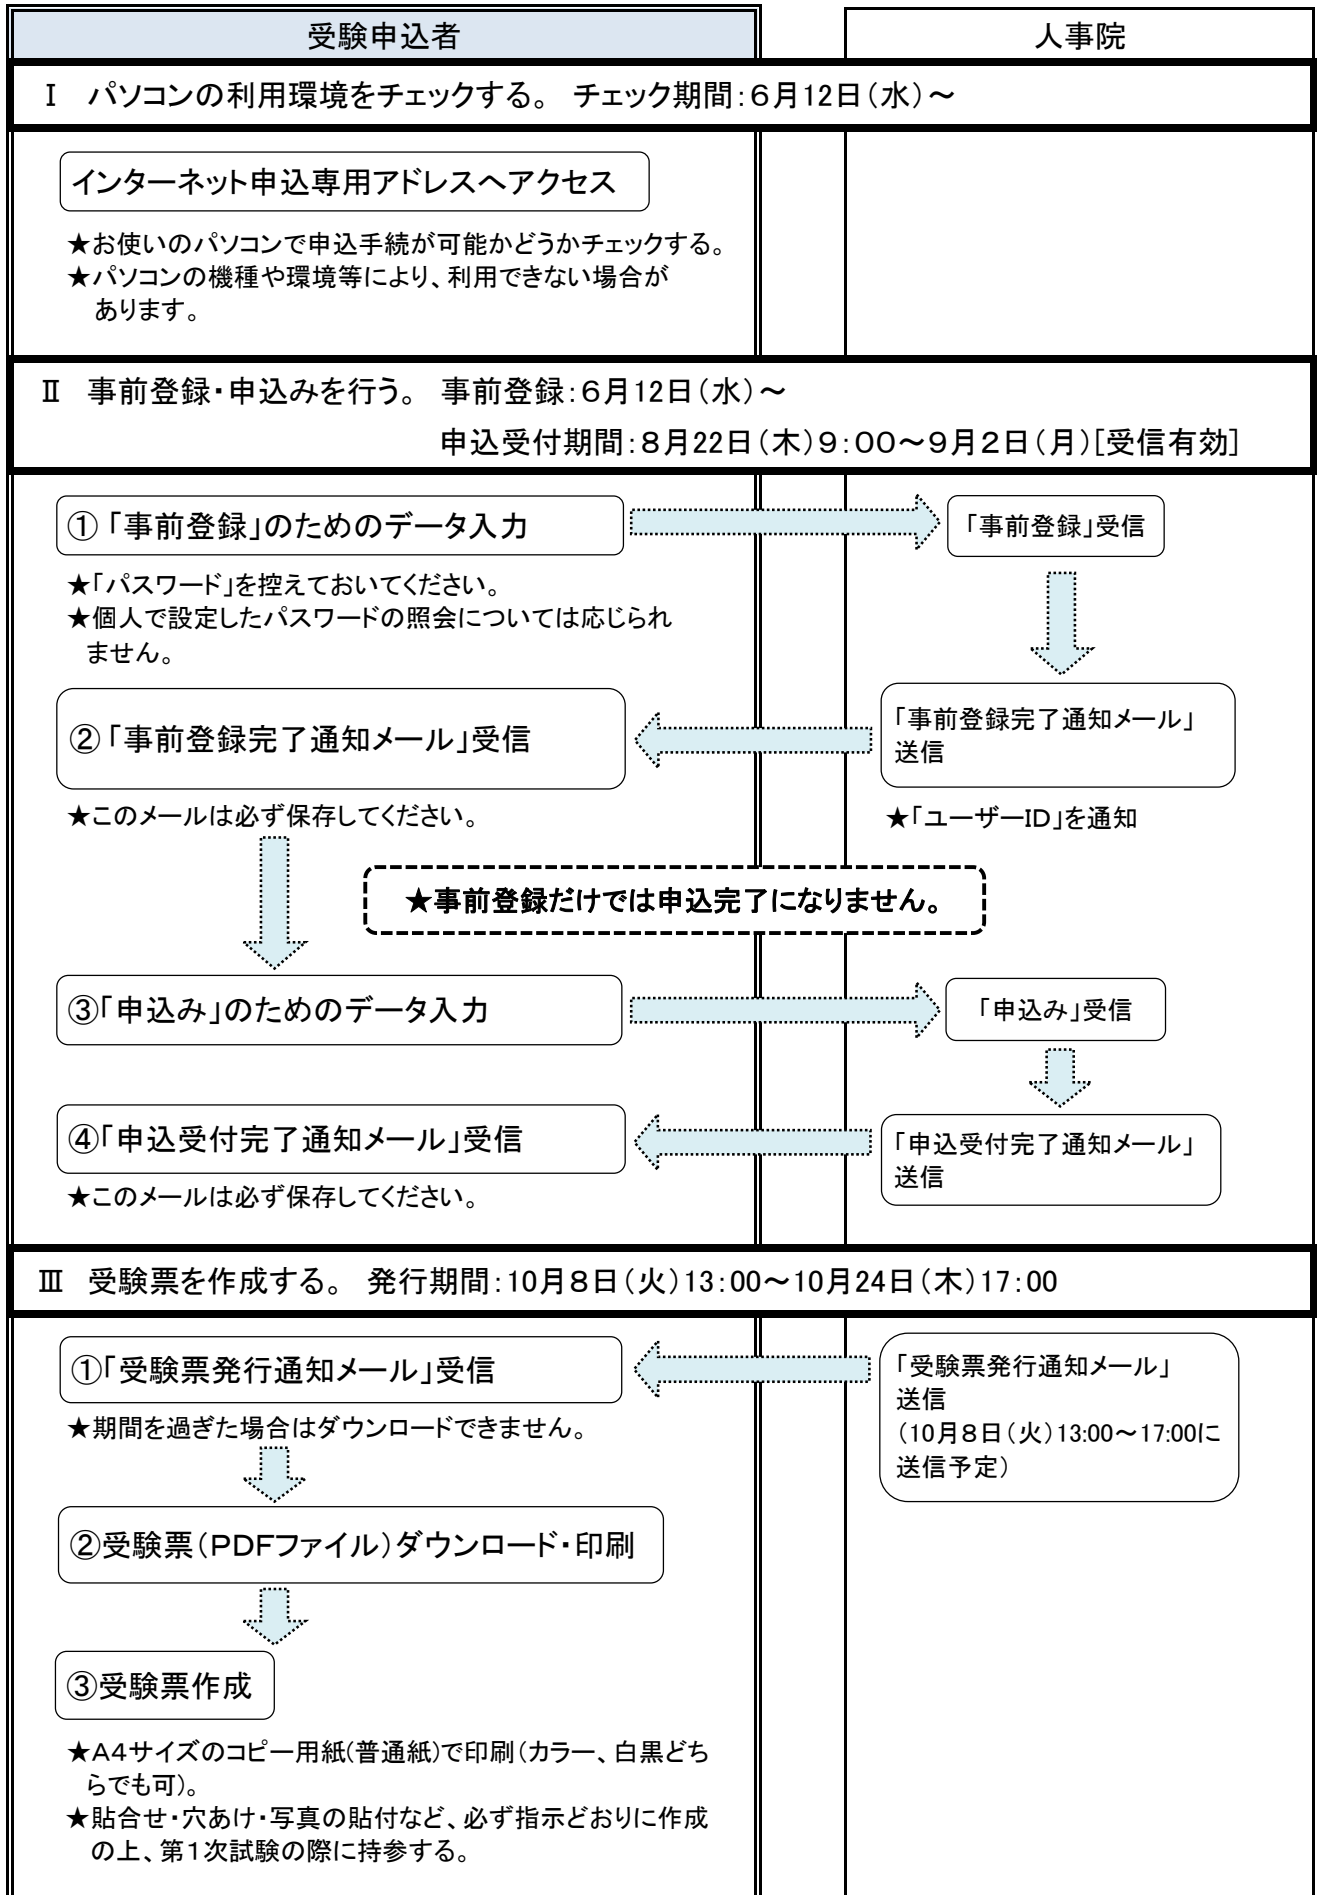 受験申込者
人事院
Ⅰ　パソコンの利用環境をチェックする。　チェック期間：６月12日（水）～
インターネット申込専用アドレスへアクセス
★お使いのパソコンで申込手続が可能かどうかチェックする。
★パソコンの機種や環境等により、利用できない場合が
あります。
Ⅱ　事前登録・申込みを行う。　事前登録：６月12日（水）～
申込受付期間：８月22日（木）９：００～９月２日（月）[受信有効]
①「事前登録」のためのデータ入力
「事前登録」受信
★「パスワード」を控えておいてください。
★個人で設定したパスワードの照会については応じられ
ません。
②「事前登録完了通知メール」受信
「事前登録完了通知メール」
送信
★このメールは必ず保存してください。
★「ユーザーID」を通知
★事前登録だけでは申込完了になりません。
③「申込み」のためのデータ入力
「申込み」受信
④「申込受付完了通知メール」受信
「申込受付完了通知メール」
送信
★このメールは必ず保存してください。
Ⅲ　受験票を作成する。　発行期間：10月８日（火）13：00～10月24日（木）17：00
①「受験票発行通知メール」受信
「受験票発行通知メール」
送信
（10月８日（火）13:00～17:00に
送信予定）
★期間を過ぎた場合はダウンロードできません。
②受験票（ＰＤＦファイル）ダウンロード・印刷
③受験票作成
★Ａ４サイズのコピー用紙(普通紙)で印刷（カラー、白黒どち
らでも可）。
★貼合せ・穴あけ・写真の貼付など、必ず指示どおりに作成
の上、第１次試験の際に持参する。